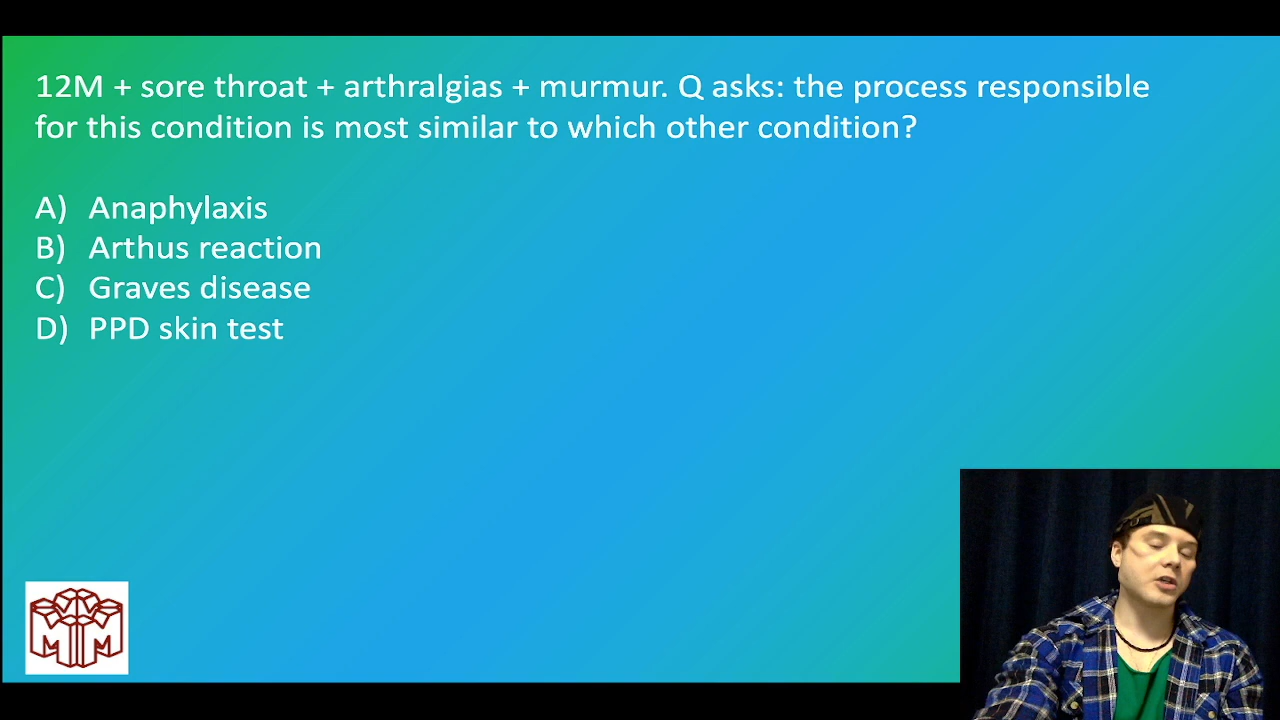 12M + sore throat + arthralgias + murmur. Q asks: the process responsible
for this condition is most similar to which other condition?
A) Anaphylaxis
B) Arthus reaction
C) Graves disease
D) PPD skin test
M M